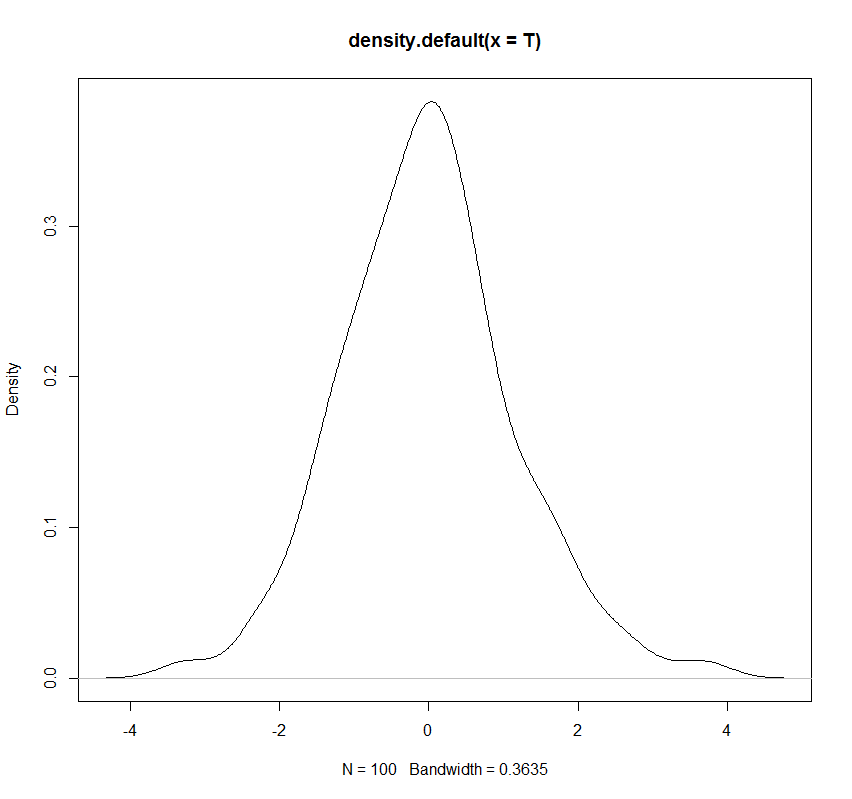 density.default(x = T)
Density
0.3
0.2
0.1
0.0
-4 -2 0 2 4
N = 100 Bandwidth = 0.3635